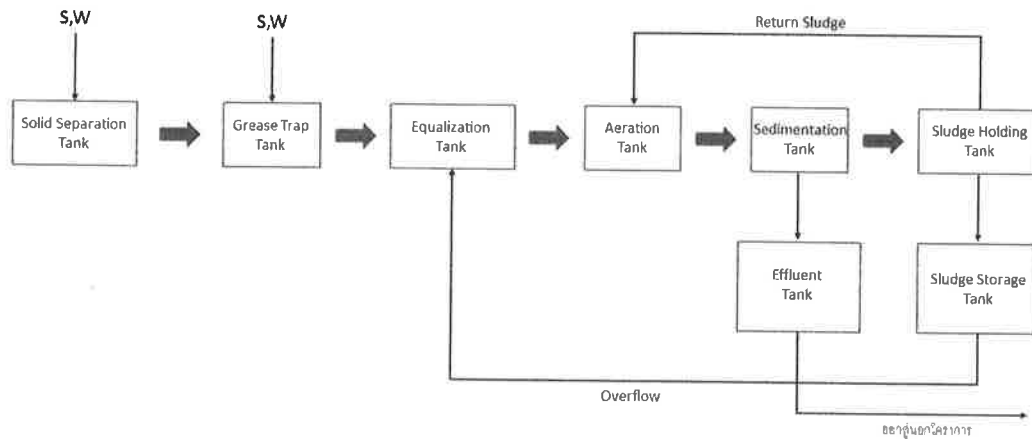 S,W
S,W
Return Sludge
Solid Separation
Tank
Grease Trap
Tank
Equalization
Tank
Aeration
Tank
Sedimentation
Tank
Sludge Holding
Tank
Effluent
Tank
Sludge Storage
Tank
Overflow
ออกสู่นอกโครงการ